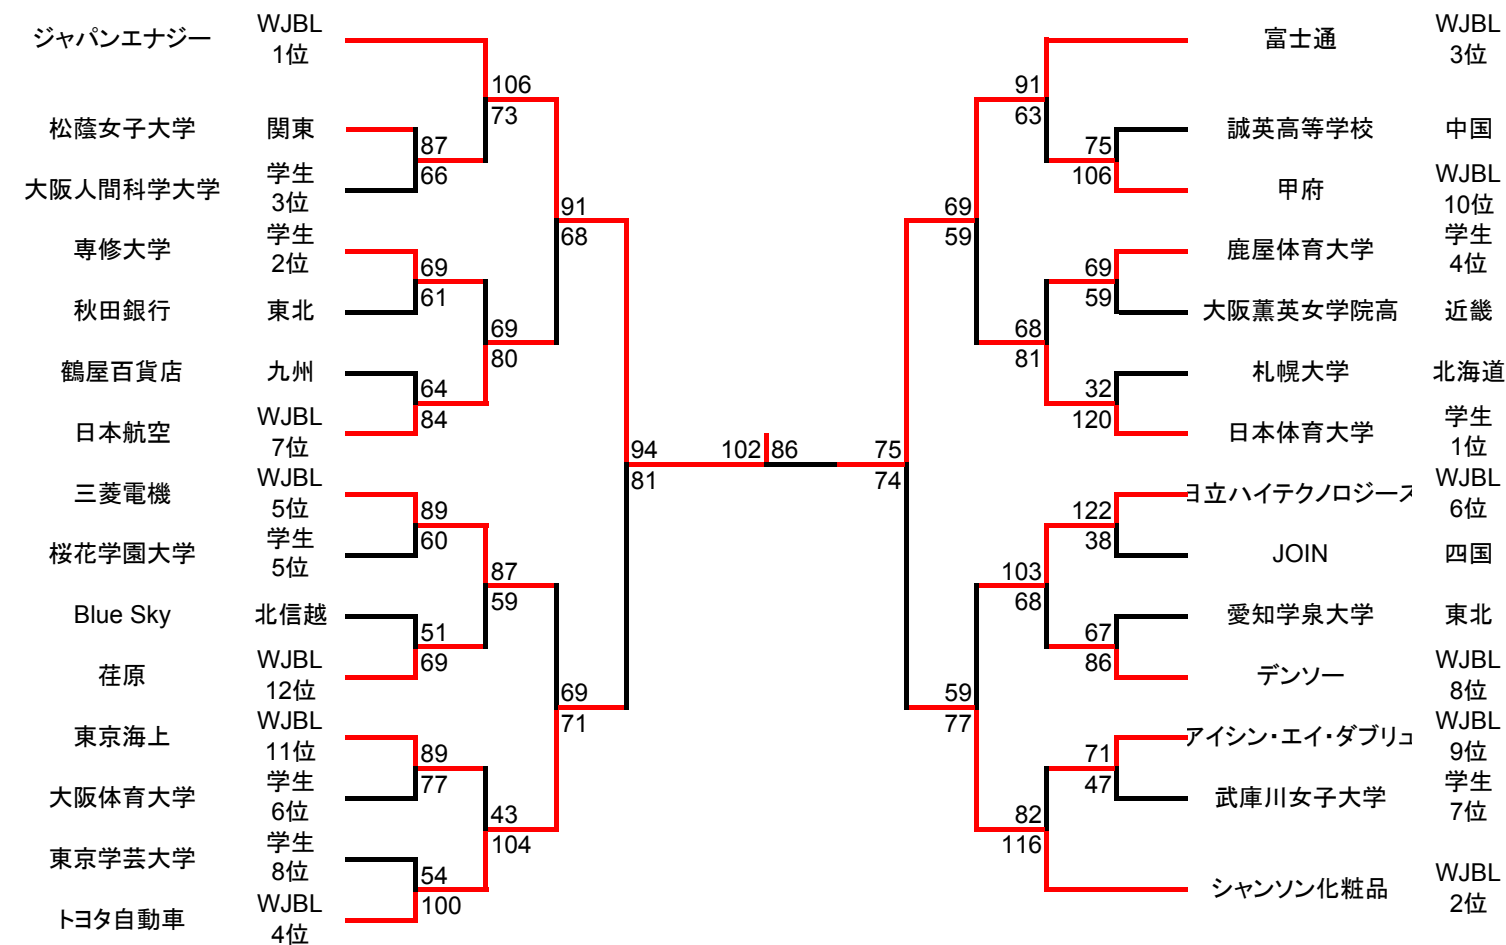 ジャパンエナジー WJBL 1位
106
73
松蔭女子大学 関東
87
66
大阪人間科学大学 学生 3位
91
68
専修大学 学生 2位
69
61
秋田銀行 東北
69
80
鶴屋百貨店 九州
64
84
日本航空 WJBL 7位
94
81
三菱電機 WJBL 5位
89
60
桜花学園大学 学生 5位
87
59
Blue Sky 北信越
51
69
荏原 WJBL 12位
69
71
東京海上 WJBL 11位
89
77
大阪体育大学 学生 6位
43
104
東京学芸大学 学生 8位
54
100
トヨタ自動車 WJBL 4位
102 86
富士通 WJBL 3位
91
63
誠英高等学校 中国
75
106
甲府 WJBL 10位
69
59
鹿屋体育大学 学生 4位
69
59
大阪薫英女学院高 近畿
68
81
札幌大学 北海道
32
120
日本体育大学 学生 1位
75
74
日立ハイテクノロジーズ WJBL 6位
122
38
JOIN 四国
103
68
愛知学泉大学 東北
67
86
デンソー WJBL 8位
59
77
アイシン・エイ・ダブリュ WJBL 9位
71
47
武庫川女子大学 学生 7位
82
116
シャンソン化粧品 WJBL 2位